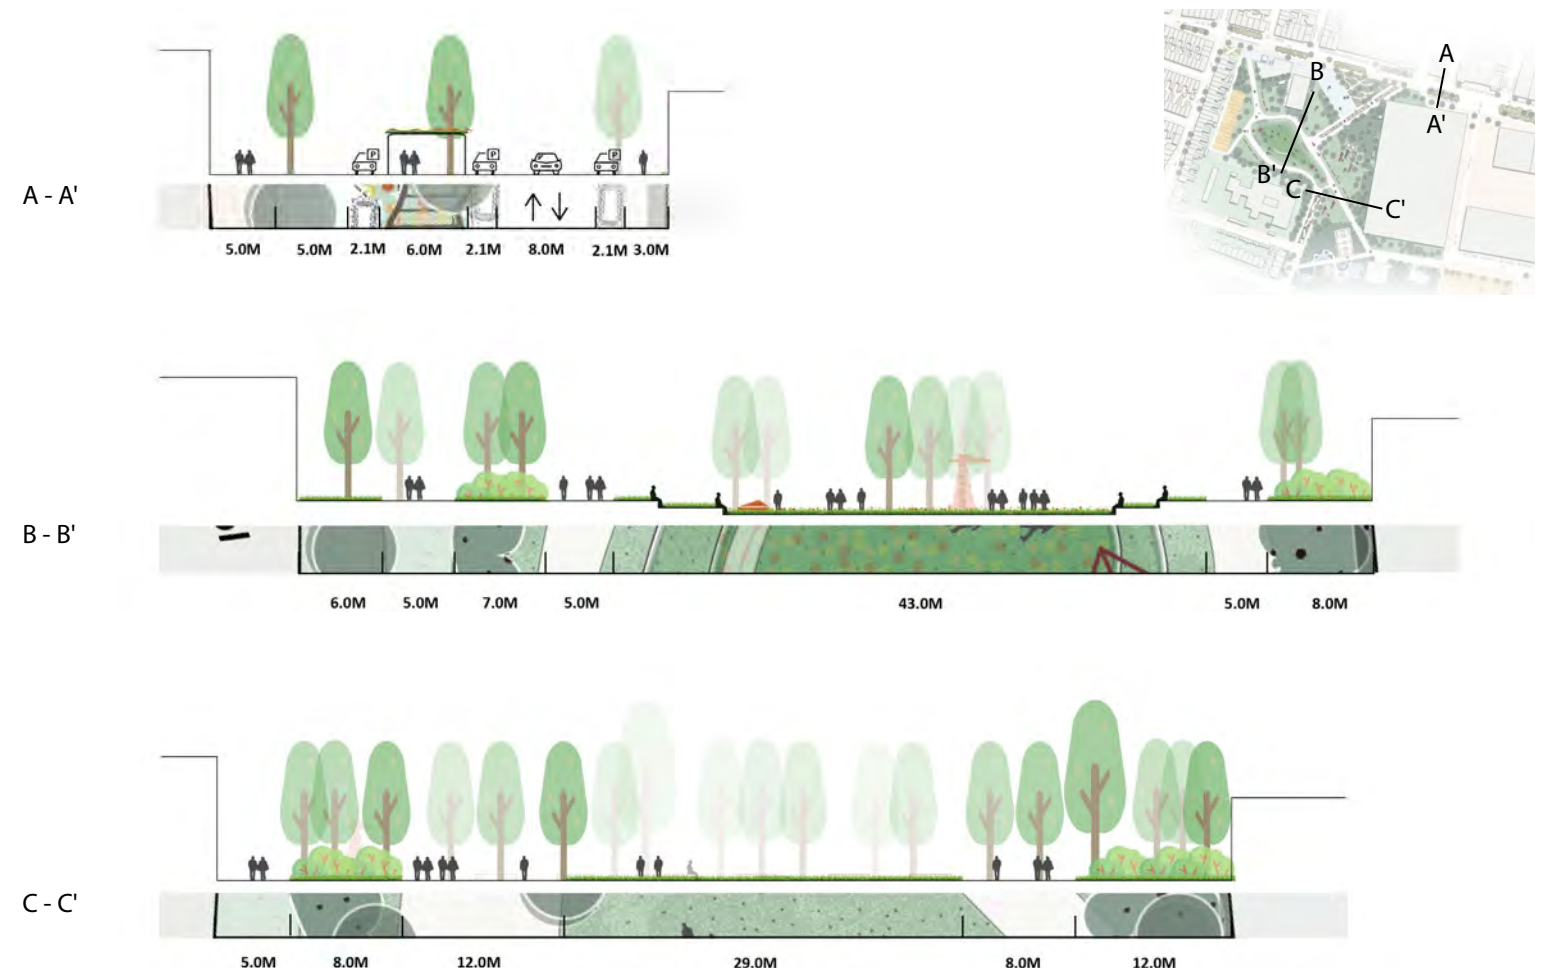 A
B
A'
B'
C
C'
P
P
P
A - A'
5.0M 5.0M 2.1M 6.0M 2.1M 8.0M 2.1M 3.0M
B - B'
6.0M 5.0M 7.0M 5.0M 43.0M 5.0M 8.0M
C - C'
5.0M 8.0M 12.0M 29.0M 8.0M 12.0M